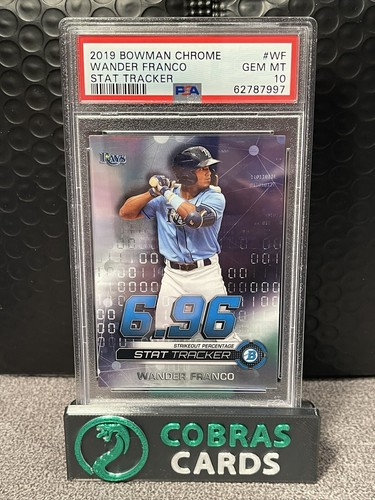 2019 BOWMAN CHROME #WF
WANDER FRANCO GEM MT
STAT TRACKER 10
PSA 62787997
Rays
6.96
STRIKEOUT PERCENTAGE
STAT TRACKER
B
WANDER FRANCO
COBRAS
CARDS